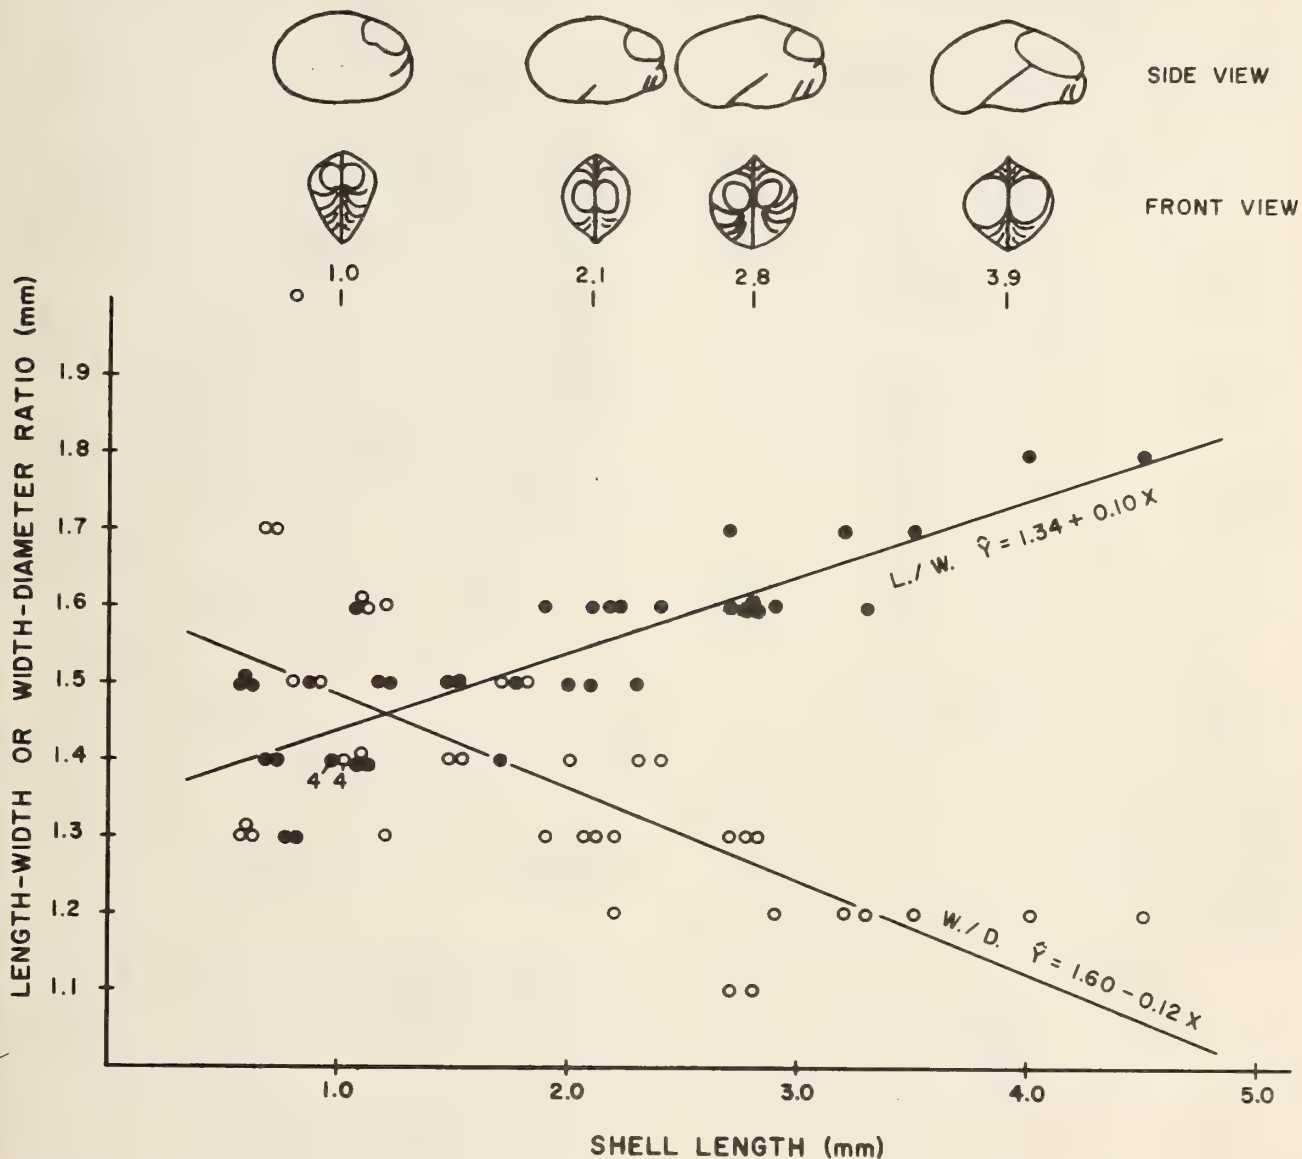 SIDE VIEW
FRONT VIEW
1.0 2.1 2.8 3.9
LENGTH-WIDTH OR WIDTH-DIAMETER RATIO (mm)
1.9
1.8
1.7
1.6
1.5
1.4
1.3
1.2
1.1
L./W. Ŷ = 1.34 + 0.10 X
4 4
W./D. Ŷ = 1.60 - 0.12 X
1.0 2.0 3.0 4.0 5.0
SHELL LENGTH (mm)